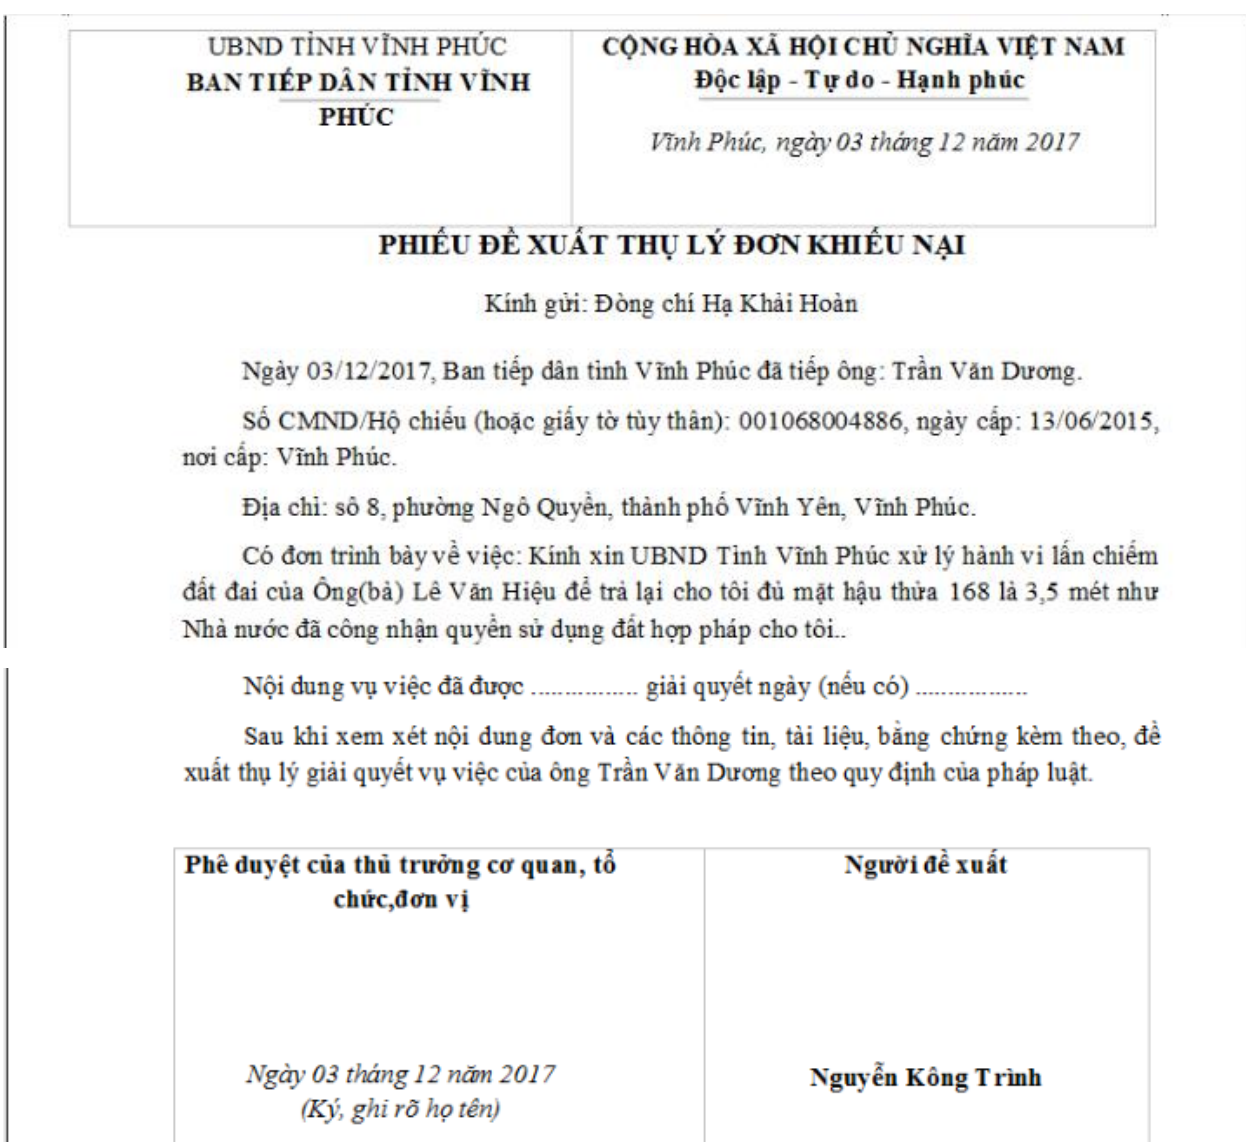 UBND TỈNH VĨNH PHÚC
BAN TIẾP DÂN TỈNH VĨNH
PHÚC
CỘNG HÒA XÃ HỘI CHỦ NGHĨA VIỆT NAM
Độc lập - Tự do - Hạnh phúc
Vĩnh Phúc, ngày 03 tháng 12 năm 2017
PHIẾU ĐỀ XUẤT THỤ LÝ ĐƠN KHIẾU NẠI
Kính gửi: Đồng chí Hạ Khải Hoàn
Ngày 03/12/2017, Ban tiếp dân tỉnh Vĩnh Phúc đã tiếp ông: Trần Văn Dương.
Số CMND/Hộ chiếu (hoặc giấy tờ tùy thân): 001068004886, ngày cấp: 13/06/2015,
nơi cấp: Vĩnh Phúc.
Địa chỉ: số 8, phường Ngô Quyền, thành phố Vĩnh Yên, Vĩnh Phúc.
Có đơn trình bày về việc: Kính xin UBND Tỉnh Vĩnh Phúc xử lý hành vi lấn chiếm
đất đai của Ông(bà) Lê Văn Hiệu để trả lại cho tôi đủ mặt hậu thửa 168 là 3,5 mét như
Nhà nước đã công nhận quyền sử dụng đất hợp pháp cho tôi..
Nội dung vụ việc đã được ................ giải quyết ngày (nếu có) .................
Sau khi xem xét nội dung đơn và các thông tin, tài liệu, bằng chứng kèm theo, đề
xuất thụ lý giải quyết vụ việc của ông Trần Văn Dương theo quy định của pháp luật.
Phê duyệt của thủ trưởng cơ quan, tổ
chức,đơn vị
Ngày 03 tháng 12 năm 2017
(Ký, ghi rõ họ tên)
Người đề xuất
Nguyễn Kông Trình